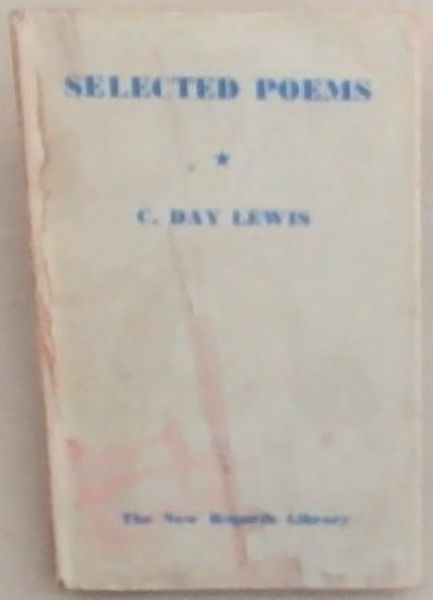 SELECTED POEMS
C. DAY LEWIS
The New Hogarth Library